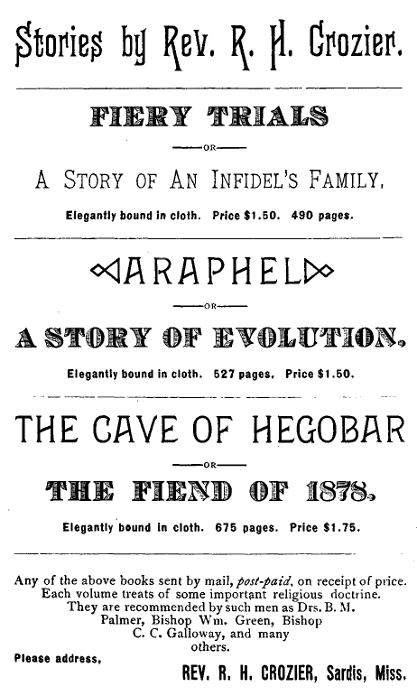 Stories by Rev. R. H. Crozier.
FIERY TRIALS
OR
A STORY OF AN INFIDEL'S FAMILY,
Elegantly bound in cloth. Price $1.50. 490 pages.
ARAPHEL
OR
A STORY OF EVOLUTION.
Elegantly bound in cloth. 527 pages. Price $1.50.
THE CAVE OF HEGOBAR
OR
THE FIEND OF 1878.
Elegantly bound in cloth. 675 pages. Price $1.75.
Any of the above books sent by mail, post-paid, on receipt of price.
Each volume treats of some important religious doctrine.
They are recommended by such men as Drs. B. M.
Palmer, Bishop Wm. Green, Bishop
C. C. Galloway, and many
others.
Please address,
REV. R. H. CROZIER, Sardis, Miss.